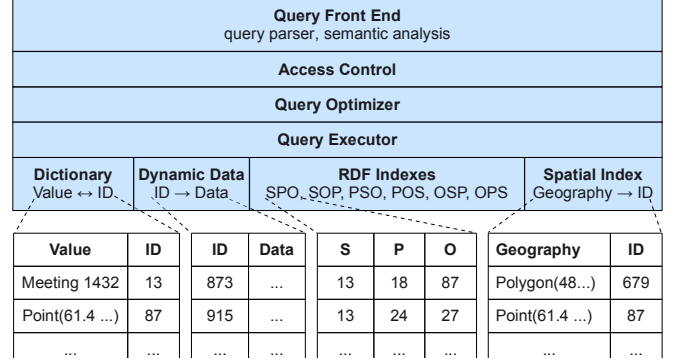 Query Front End
query parser, semantic analysis
Access Control
Query Optimizer
Query Executor
Dictionary Dynamic Data RDF Indexes Spatial Index
Value ↔ ID ID → Data SPO, SOP, PSO, POS, OSP, OPS Geography → ID
Value ID ID Data S P O Geography ID
Meeting 1432 13 873 ... 13 18 87 Polygon(48...) 679
Point(61.4 ...) 87 915 ... 13 24 27 Point(61.4 ...) 87
... ... ... ... ... ... ... ... ...